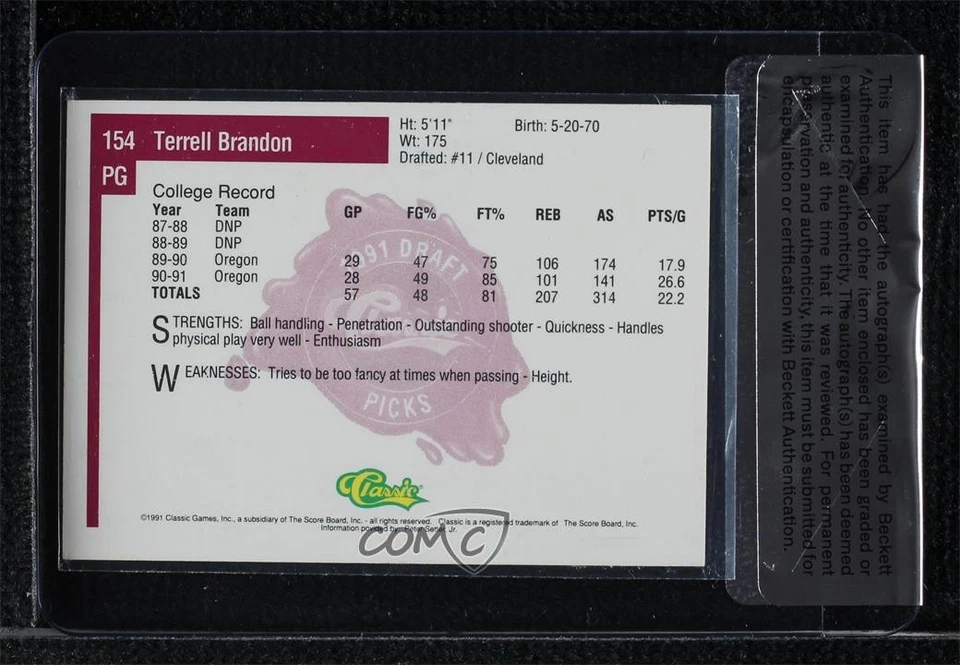 154 Terrell Brandon
PG
Ht: 5'11" Birth: 5-20-70
Wt: 175
Drafted: #11 / Cleveland
College Record
Year Team GP FG% FT% REB AS PTS/G
87-88 DNP
88-89 DNP
89-90 Oregon 29 47 75 106 174 17.9
90-91 Oregon 28 49 85 101 141 26.6
TOTALS 57 48 81 207 314 22.2
STRENGTHS: Ball handling - Penetration - Outstanding shooter - Quickness - Handles
physical play very well - Enthusiasm
WEAKNESSES: Tries to be too fancy at times when passing - Height.
1991 DRAFT
Classic
PICKS
Classic
©1991 Classic Games, Inc., a subsidiary of The Score Board, Inc. - all rights reserved. Classic is a registered trademark of The Score Board, Inc.
Information provided by: Peter Setter, Jr.
COMC
This item has had the autograph(s) examined by Beckett
Authentication. No other item enclosed has been graded or
examined for authenticity. The autograph(s) has been deemed
authentic at the time that it was reviewed. For permanent
preservation and authenticity, this item must be submitted for
encapsulation or certification with Beckett Authentication.